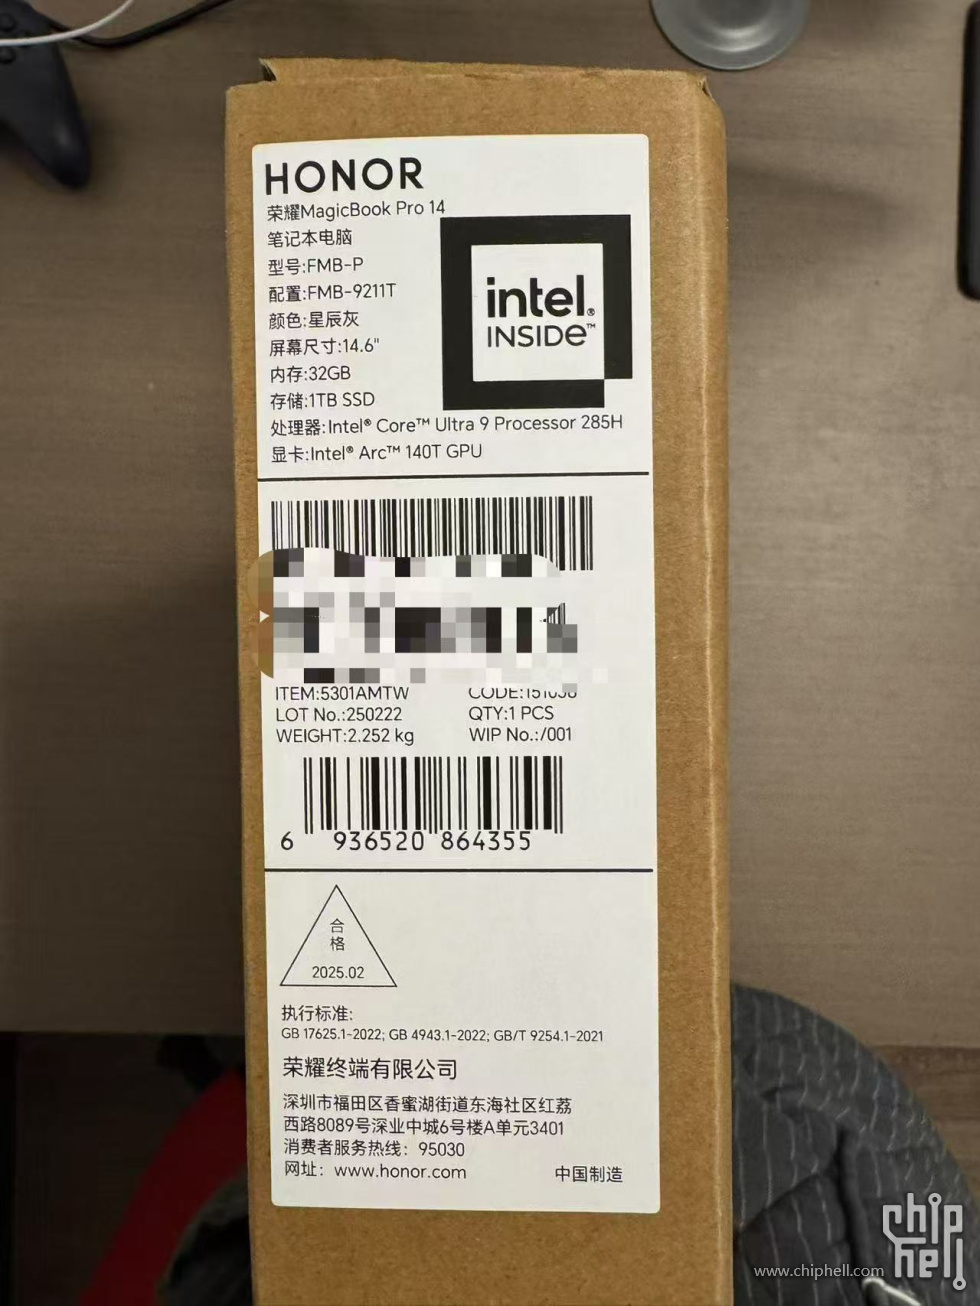 HONOR
荣耀MagicBook Pro 14
笔记本电脑
型号:FMB-P
配置:FMB-9211T
颜色:星辰灰
屏幕尺寸:14.6"
内存:32GB
存储:1TB SSD
处理器:Intel® Core™ Ultra 9 Processor 285H
显卡:Intel® Arc™ 140T GPU
intel®
INSIDE™
ITEM:5301AMTW
LOT No.:250222
QTY:1 PCS
WEIGHT:2.252 kg
WIP No.:/001
6 936520 864355
合
格
2025.02
执行标准:
GB 17625.1-2022; GB 4943.1-2022; GB/T 9254.1-2021
荣耀终端有限公司
深圳市福田区香蜜湖街道东海社区红荔
西路8089号深业中城6号楼A单元3401
消费者服务热线：95030
网址：www.honor.com
中国制造
chip
hell
www.chiphell.com